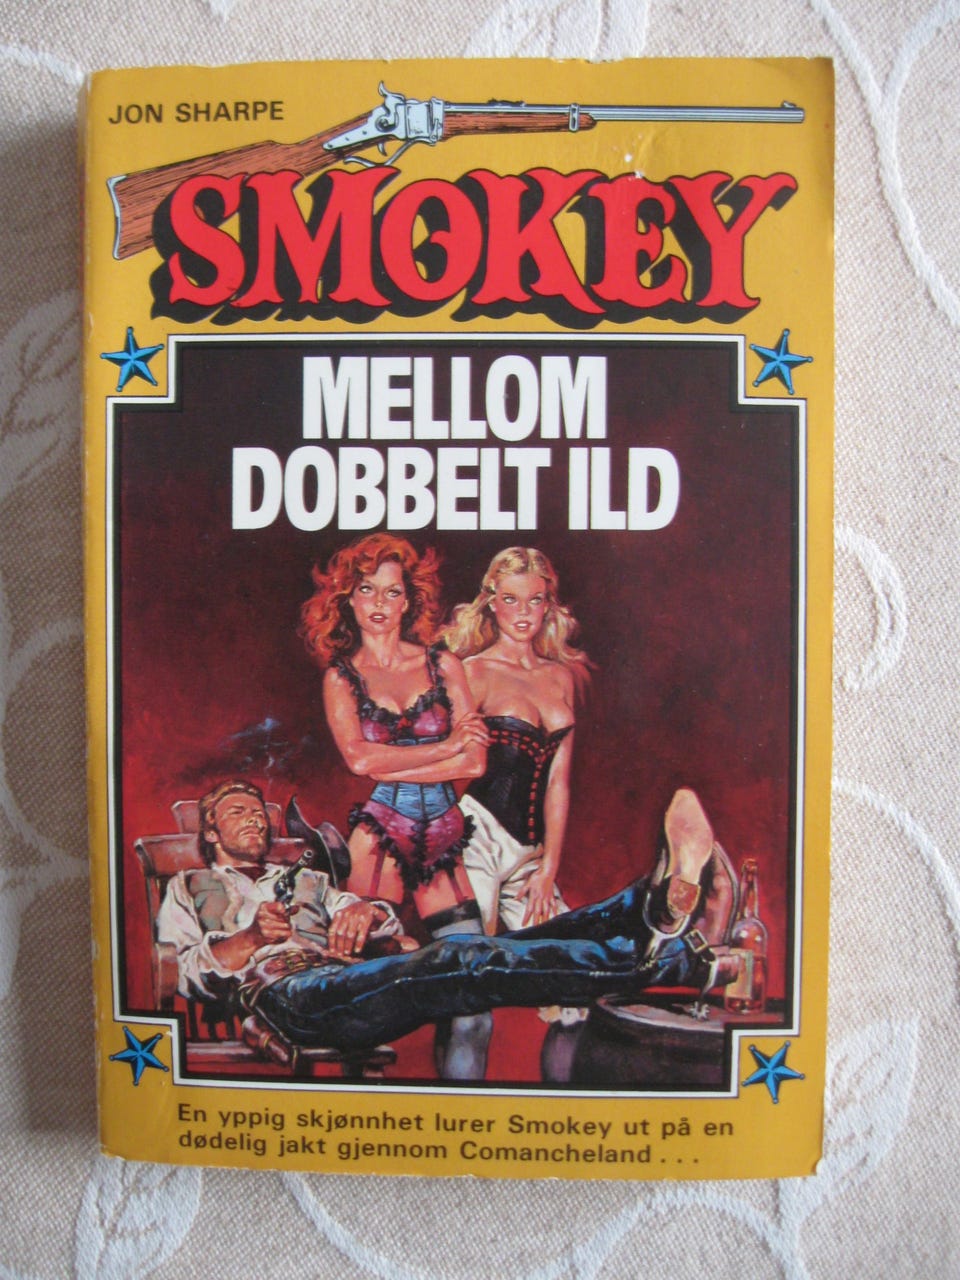 JON SHARPE
SMOKEY
MELLOM
DOBBELT ILD
En yppig skjønnhet lurer Smokey ut på en
dødelig jakt gjennom Comancheland...